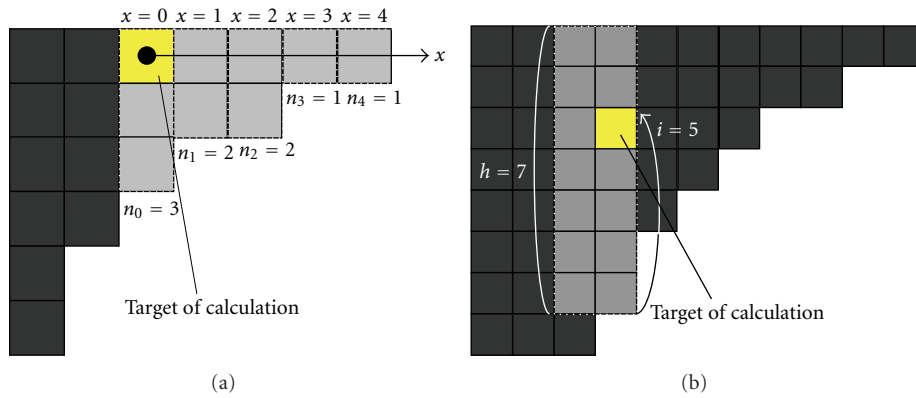 x = 0 x = 1 x = 2 x = 3 x = 4
x
n₃ = 1 n₄ = 1
n₁ = 2 n₂ = 2
n₀ = 3
Target of calculation
(a)
i = 5
h = 7
Target of calculation
(b)